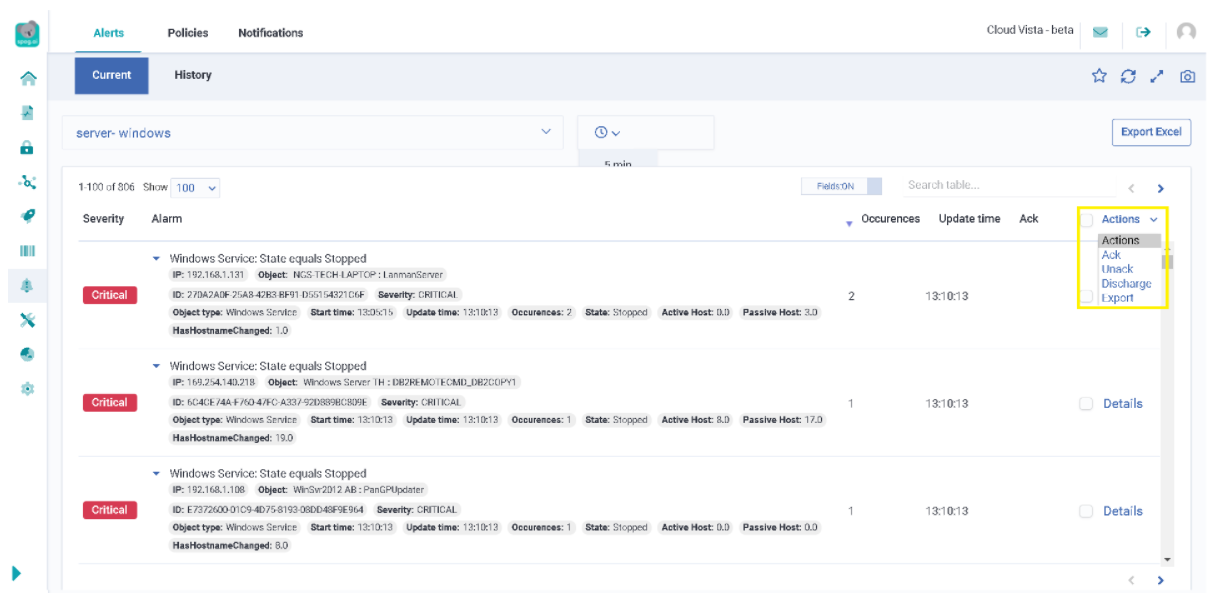 Alerts Policies Notifications Cloud Vista - beta
Current History
server- windows Export Excel
5 min
1-100 of 806 Show 100 Fields:ON Search table...
Severity Alarm Occurences Update time Ack Actions
Actions
Ack
Unack
Discharge
Export
Windows Service: State equals Stopped
IP: 192.168.1.131 Object: NGS-TECH-LAPTOP : LanmanServer
Critical ID: 270A2A0F-25A8-42B3-BF91-D55154321C6F Severity: CRITICAL 2 13:10:13
Object type: Windows Service Start time: 13:05:15 Update time: 13:10:13 Occurences: 2 State: Stopped Active Host: 0.0 Passive Host: 3.0
HasHostnameChanged: 1.0
Windows Service: State equals Stopped
IP: 169.254.140.218 Object: Windows Server TH : DB2REMOTECMD_DB2COPY1
Critical ID: 6C4CE74A-F760-47FC-A337-92D889BC809E Severity: CRITICAL 1 13:10:13 Details
Object type: Windows Service Start time: 13:10:13 Update time: 13:10:13 Occurences: 1 State: Stopped Active Host: 8.0 Passive Host: 17.0
HasHostnameChanged: 19.0
Windows Service: State equals Stopped
IP: 192.168.1.108 Object: WinSvr2012 AB : PanGPUpdater
Critical ID: E7372600-01C9-4D75-8193-08DD48F9E964 Severity: CRITICAL 1 13:10:13 Details
Object type: Windows Service Start time: 13:10:13 Update time: 13:10:13 Occurences: 1 State: Stopped Active Host: 0.0 Passive Host: 0.0
HasHostnameChanged: 8.0